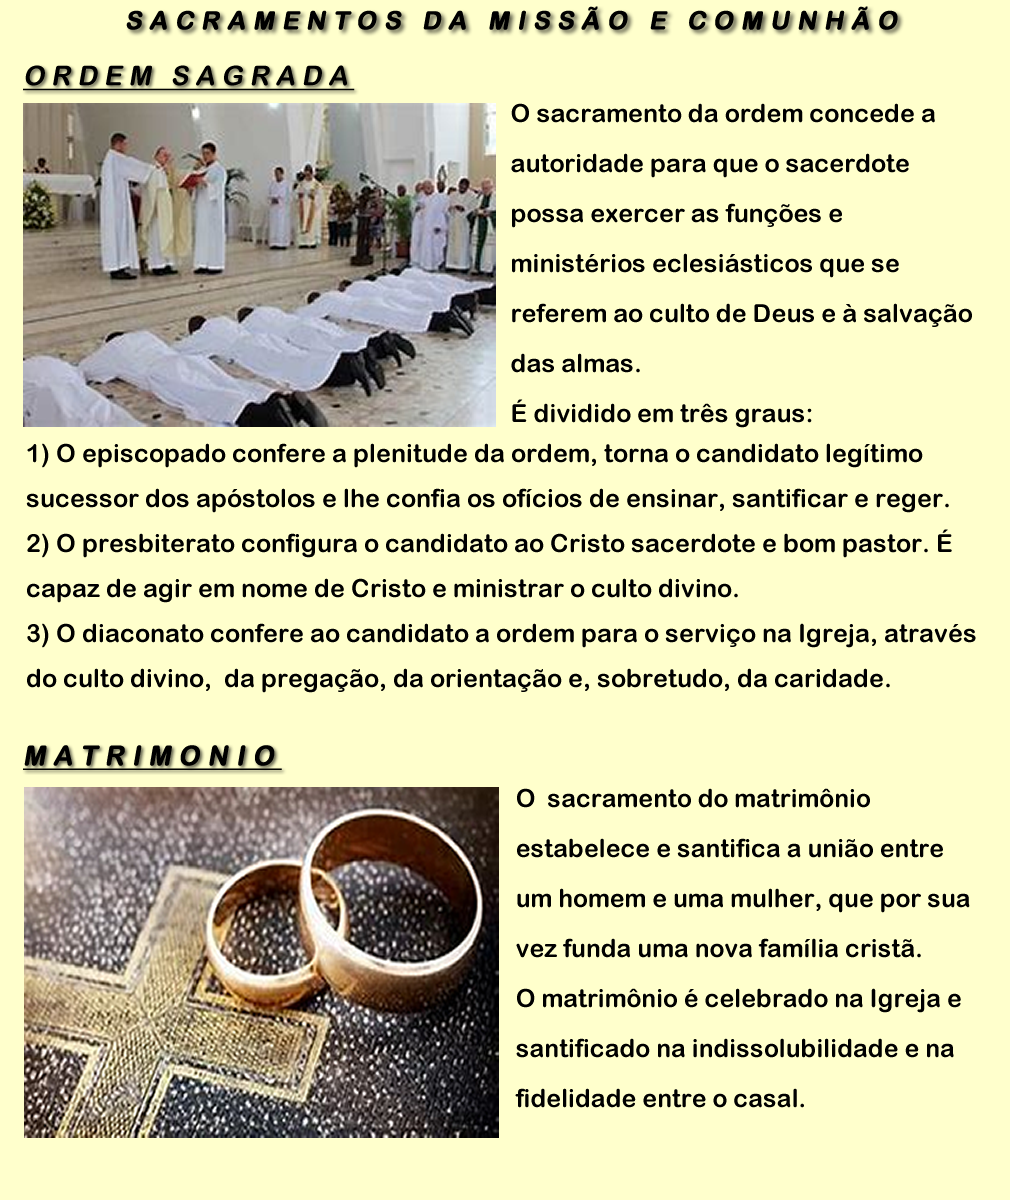 SACRAMENTOS DA MISSÃO E COMUNHÃO
ORDEM SAGRADA
O sacramento da ordem concede a
autoridade para que o sacerdote
possa exercer as funções e
ministérios eclesiásticos que se
referem ao culto de Deus e à salvação
das almas.
É dividido em três graus:
1) O episcopado confere a plenitude da ordem, torna o candidato legítimo
sucessor dos apóstolos e lhe confia os ofícios de ensinar, santificar e reger.
2) O presbiterato configura o candidato ao Cristo sacerdote e bom pastor. É
capaz de agir em nome de Cristo e ministrar o culto divino.
3) O diaconato confere ao candidato a ordem para o serviço na Igreja, através
do culto divino,  da pregação, da orientação e, sobretudo, da caridade.
MATRIMONIO
O  sacramento do matrimônio
estabelece e santifica a união entre
um homem e uma mulher, que por sua
vez funda uma nova família cristã.
O matrimônio é celebrado na Igreja e
santificado na indissolubilidade e na
fidelidade entre o casal.